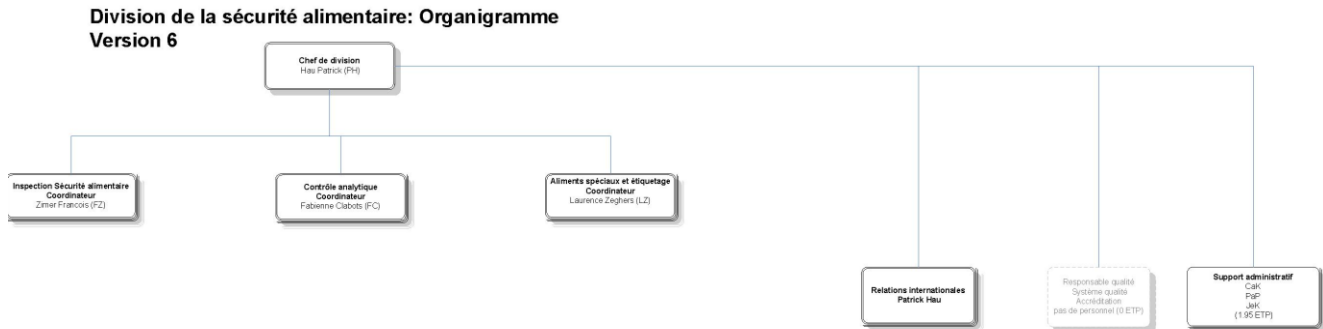 Division de la sécurité alimentaire: Organigramme
Version 6
Chef de division
Hau Patrick (PH)
Inspection Sécurité alimentaire
Coordinateur
Zimer Francois (FZ)
Contrôle analytique
Coordinateur
Fabienne Clabots (FC)
Aliments spéciaux et étiquetage
Coordinateur
Laurence Zeghers (LZ)
Relations internationales
Patrick Hau
Responsable qualité
Système qualité
Accréditation
pas de personnel (0 ETP)
Support administratif
CaK
PaP
JeK
(1.95 ETP)